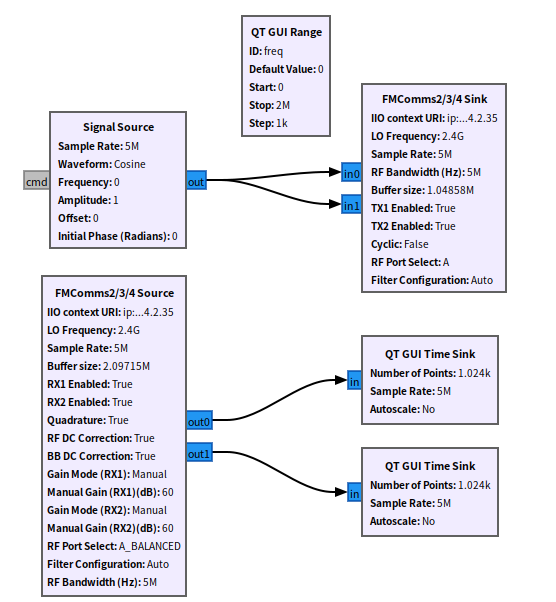 QT GUI Range
ID: freq
Default Value: 0
Start: 0
Stop: 2M
Step: 1k
Signal Source
Sample Rate: 5M
Waveform: Cosine
Frequency: 0
Amplitude: 1
Offset: 0
Initial Phase (Radians): 0
cmd
out
FMComms2/3/4 Sink
IIO context URI: ip:...4.2.35
LO Frequency: 2.4G
Sample Rate: 5M
RF Bandwidth (Hz): 5M
Buffer size: 1.04858M
TX1 Enabled: True
TX2 Enabled: True
Cyclic: False
RF Port Select: A
Filter Configuration: Auto
in0
in1
FMComms2/3/4 Source
IIO context URI: ip:...4.2.35
LO Frequency: 2.4G
Sample Rate: 5M
Buffer size: 2.09715M
RX1 Enabled: True
RX2 Enabled: True
Quadrature: True
RF DC Correction: True
BB DC Correction: True
Gain Mode (RX1): Manual
Manual Gain (RX1)(dB): 60
Gain Mode (RX2): Manual
Manual Gain (RX2)(dB): 60
RF Port Select: A_BALANCED
Filter Configuration: Auto
RF Bandwidth (Hz): 5M
out0
out1
QT GUI Time Sink
Number of Points: 1.024k
Sample Rate: 5M
Autoscale: No
in
QT GUI Time Sink
Number of Points: 1.024k
Sample Rate: 5M
Autoscale: No
in